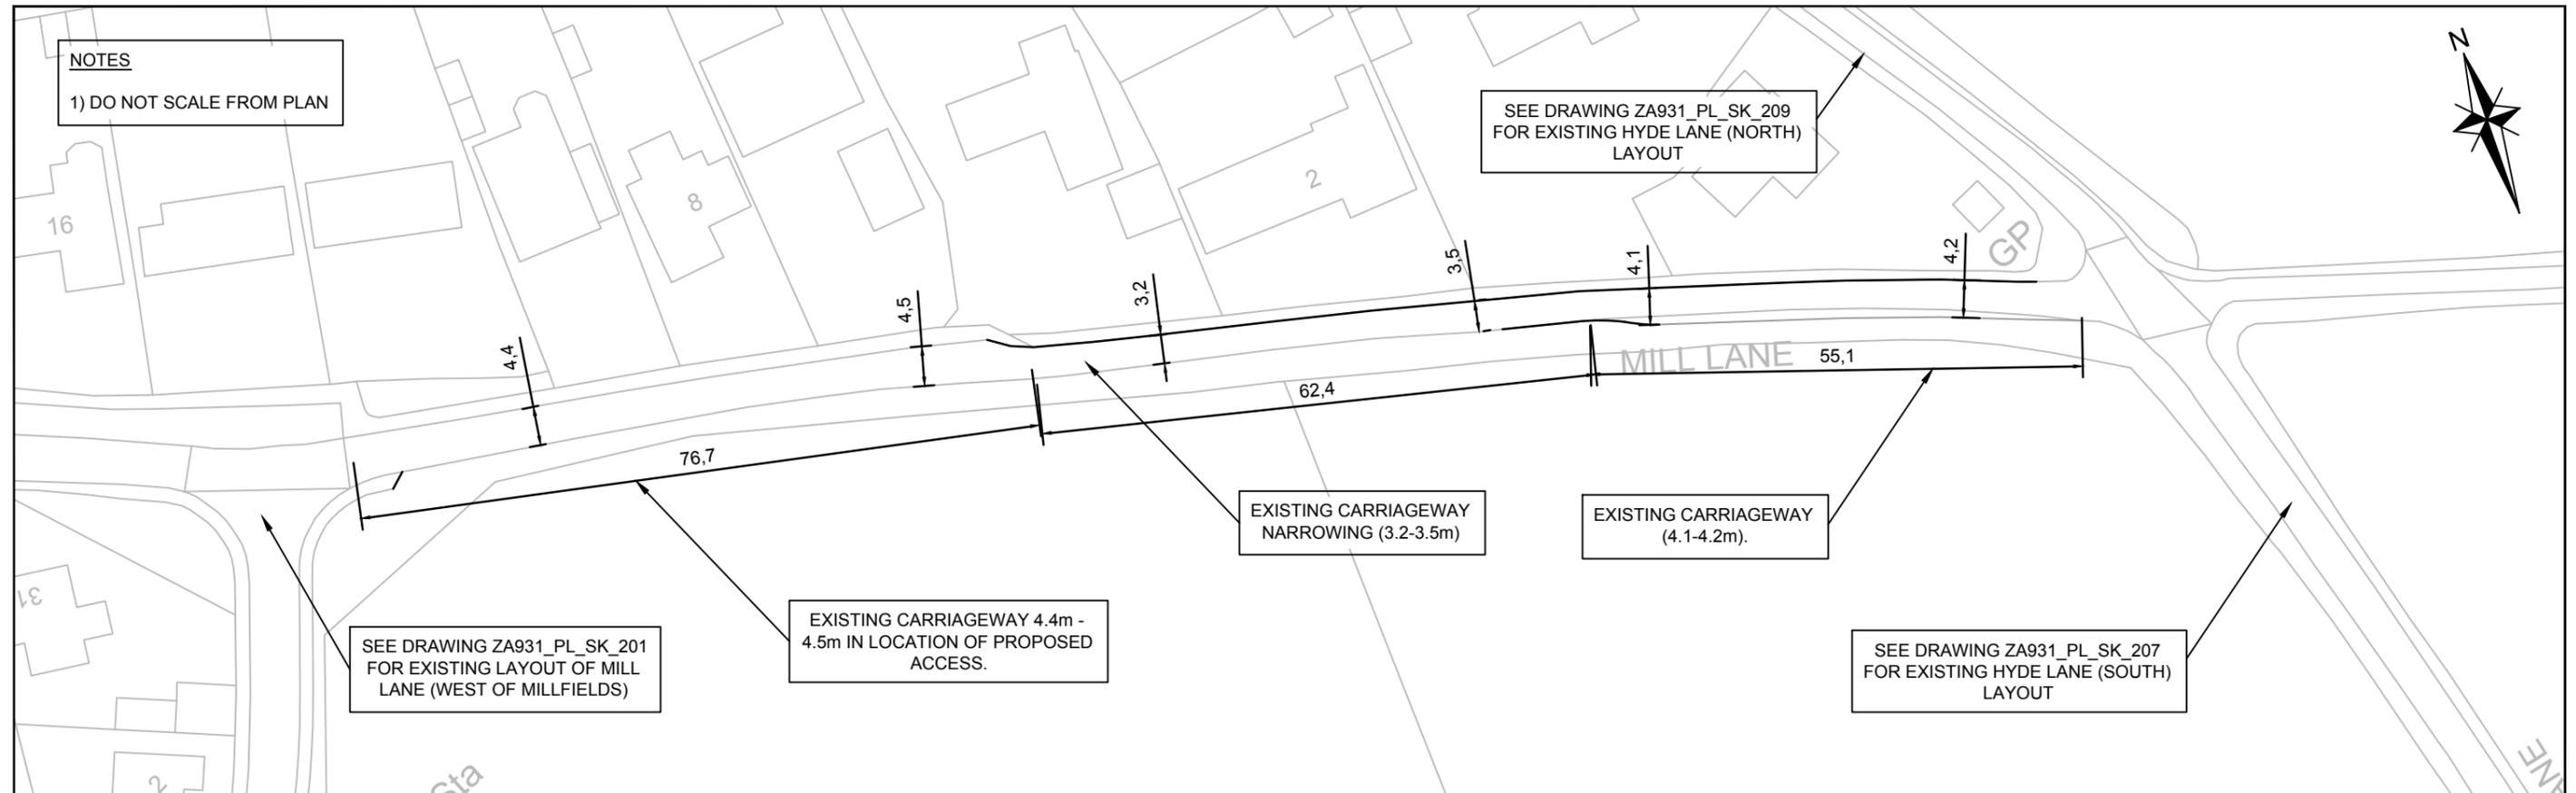 NOTES
1) DO NOT SCALE FROM PLAN
N
SEE DRAWING ZA931_PL_SK_209
FOR EXISTING HYDE LANE (NORTH)
LAYOUT
16
8
2
GP
4,4
4,5
3,2
3,5
4,1
4,2
MILL LANE
55,1
62,4
76,7
EXISTING CARRIAGEWAY
NARROWING (3.2-3.5m)
EXISTING CARRIAGEWAY
(4.1-4.2m).
EXISTING CARRIAGEWAY 4.4m -
4.5m IN LOCATION OF PROPOSED
ACCESS.
SEE DRAWING ZA931_PL_SK_201
FOR EXISTING LAYOUT OF MILL
LANE (WEST OF MILLFIELDS)
SEE DRAWING ZA931_PL_SK_207
FOR EXISTING HYDE LANE (SOUTH)
LAYOUT
31
2
Sta
ANE